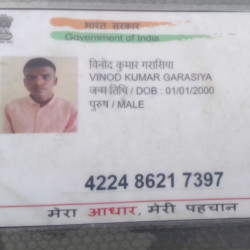 भारत सरकार
Government of India
विनोद कुमार गरासिया
VINOD KUMAR GARASIYA
जन्म तिथि / DOB : 01/01/2000
पुरुष / MALE
4224 8621 7397
मेरा आधार, मेरी पहचान